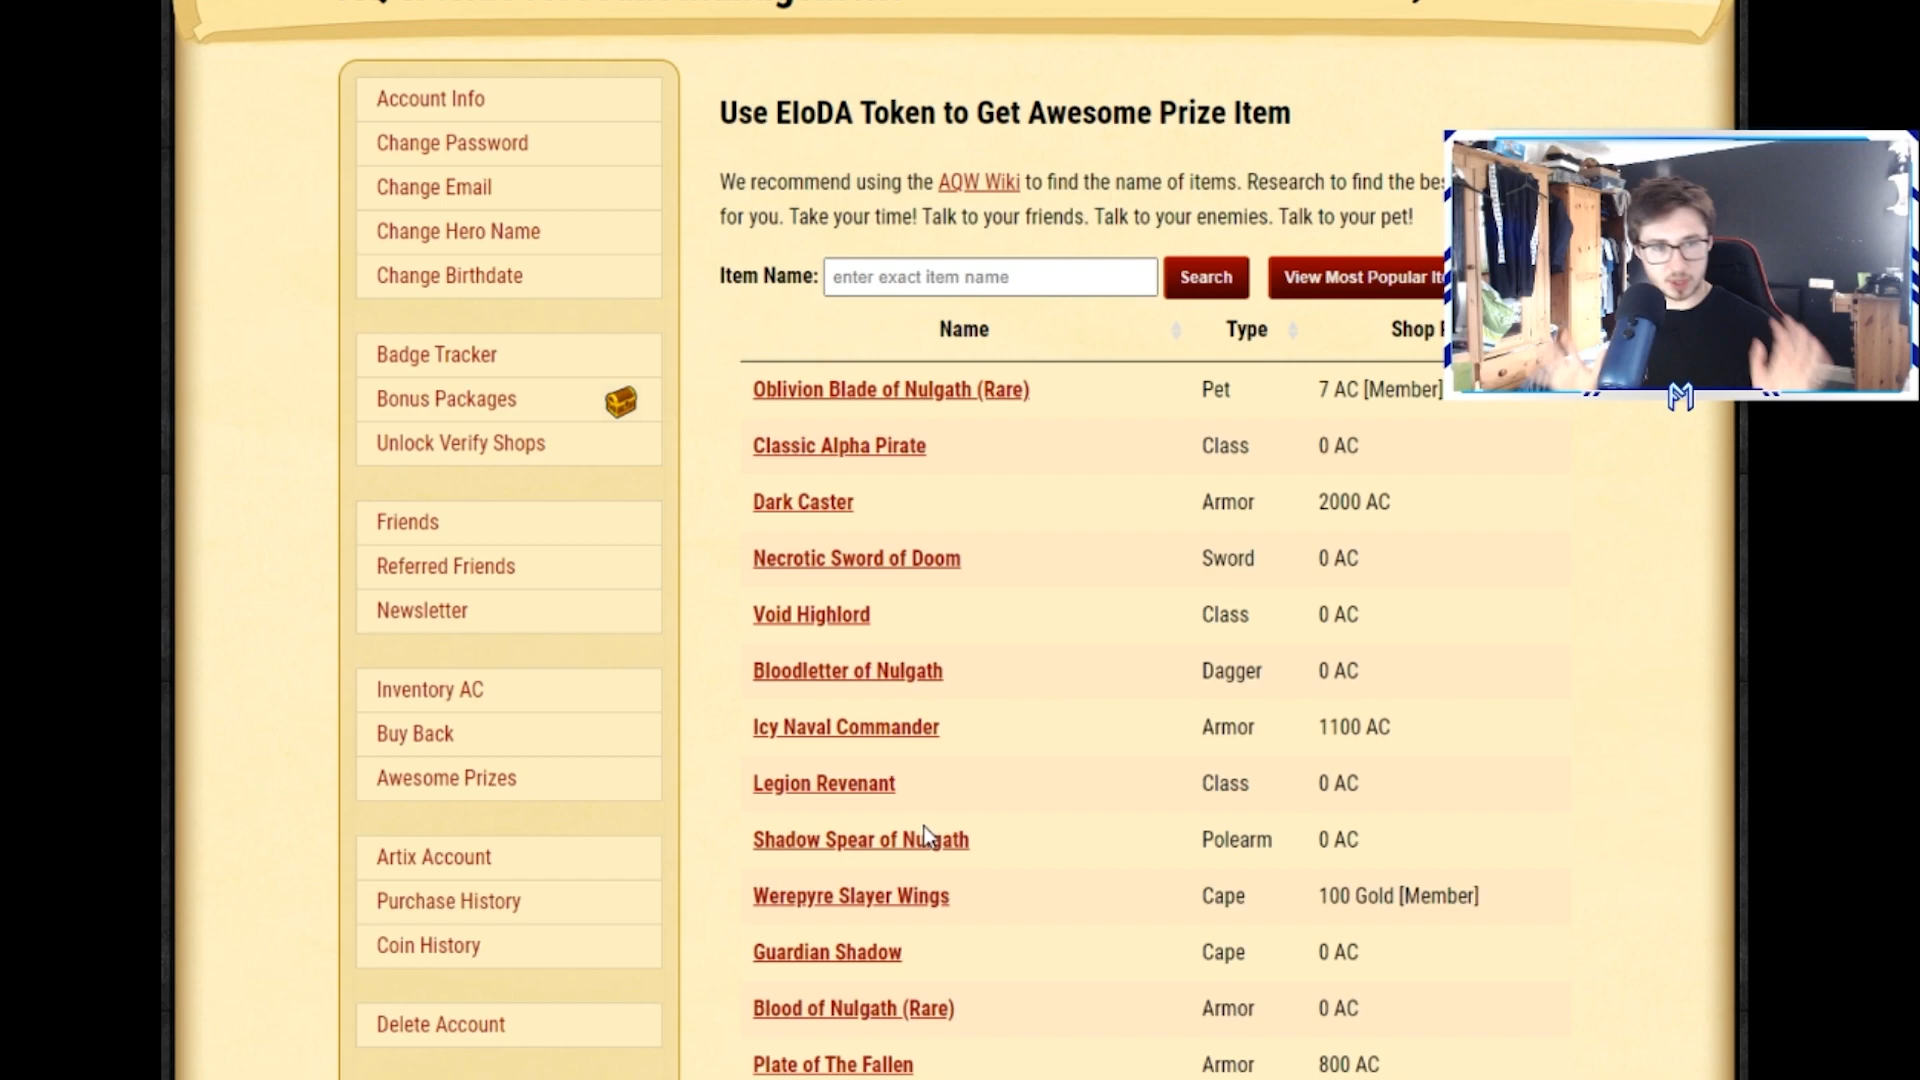 Account Info
Change Password
Change Email
Change Hero Name
Change Birthdate
Badge Tracker
Bonus Packages
Unlock Verify Shops
Friends
Referred Friends
Newsletter
Inventory AC
Buy Back
Awesome Prizes
Artix Account
Purchase History
Coin History
Delete Account
Use EIoDA Token to Get Awesome Prize Item
We recommend using the AQW Wiki to find the name of items. Research to find the
for you. Take your time! Talk to your friends. Talk to your enemies. Talk to your pet!
Item Name: enter exact item name Search View Most Popular
Name Type Shop
Oblivion Blade of Nulgath (Rare) Pet 7 AC [Member]
Classic Alpha Pirate Class 0 AC
Dark Caster Armor 2000 AC
Necrotic Sword of Doom Sword 0 AC
Void Highlord Class 0 AC
Bloodletter of Nulgath Dagger 0 AC
Icy Naval Commander Armor 1100 AC
Legion Revenant Class 0 AC
Shadow Spear of Nulgath Polearm 0 AC
Werepyre Slayer Wings Cape 100 Gold [Member]
Guardian Shadow Cape 0 AC
Blood of Nulgath (Rare) Armor 0 AC
Plate of The Fallen Armor 800 AC